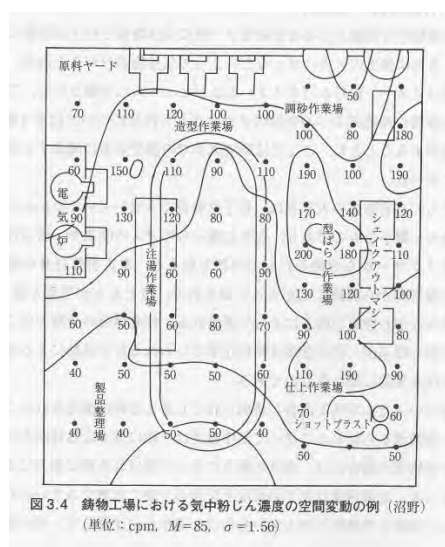 原料ヤード
50
70 110 120 100 100 調砂作業場
造型作業場
100 80 180
60 150 110 90 110 190 100 190
電気炉
90 130 120 80 80 170 140 120
注湯作業場
型ばらし作業場
シェイクアウトマシン
200 180
110 90 60 80 90 130 120 100
60 50 60 60 70 90 100 80
40 50 50 50 60 110 190 90
製品整理場
仕上作業場
70 60
ショットブラスト
40 40 50 50 40
50 50 50
図3.4 鋳物工場における気中粉じん濃度の空間変動の例(沼野)
(単位:cpm, M=85, σ=1.56)